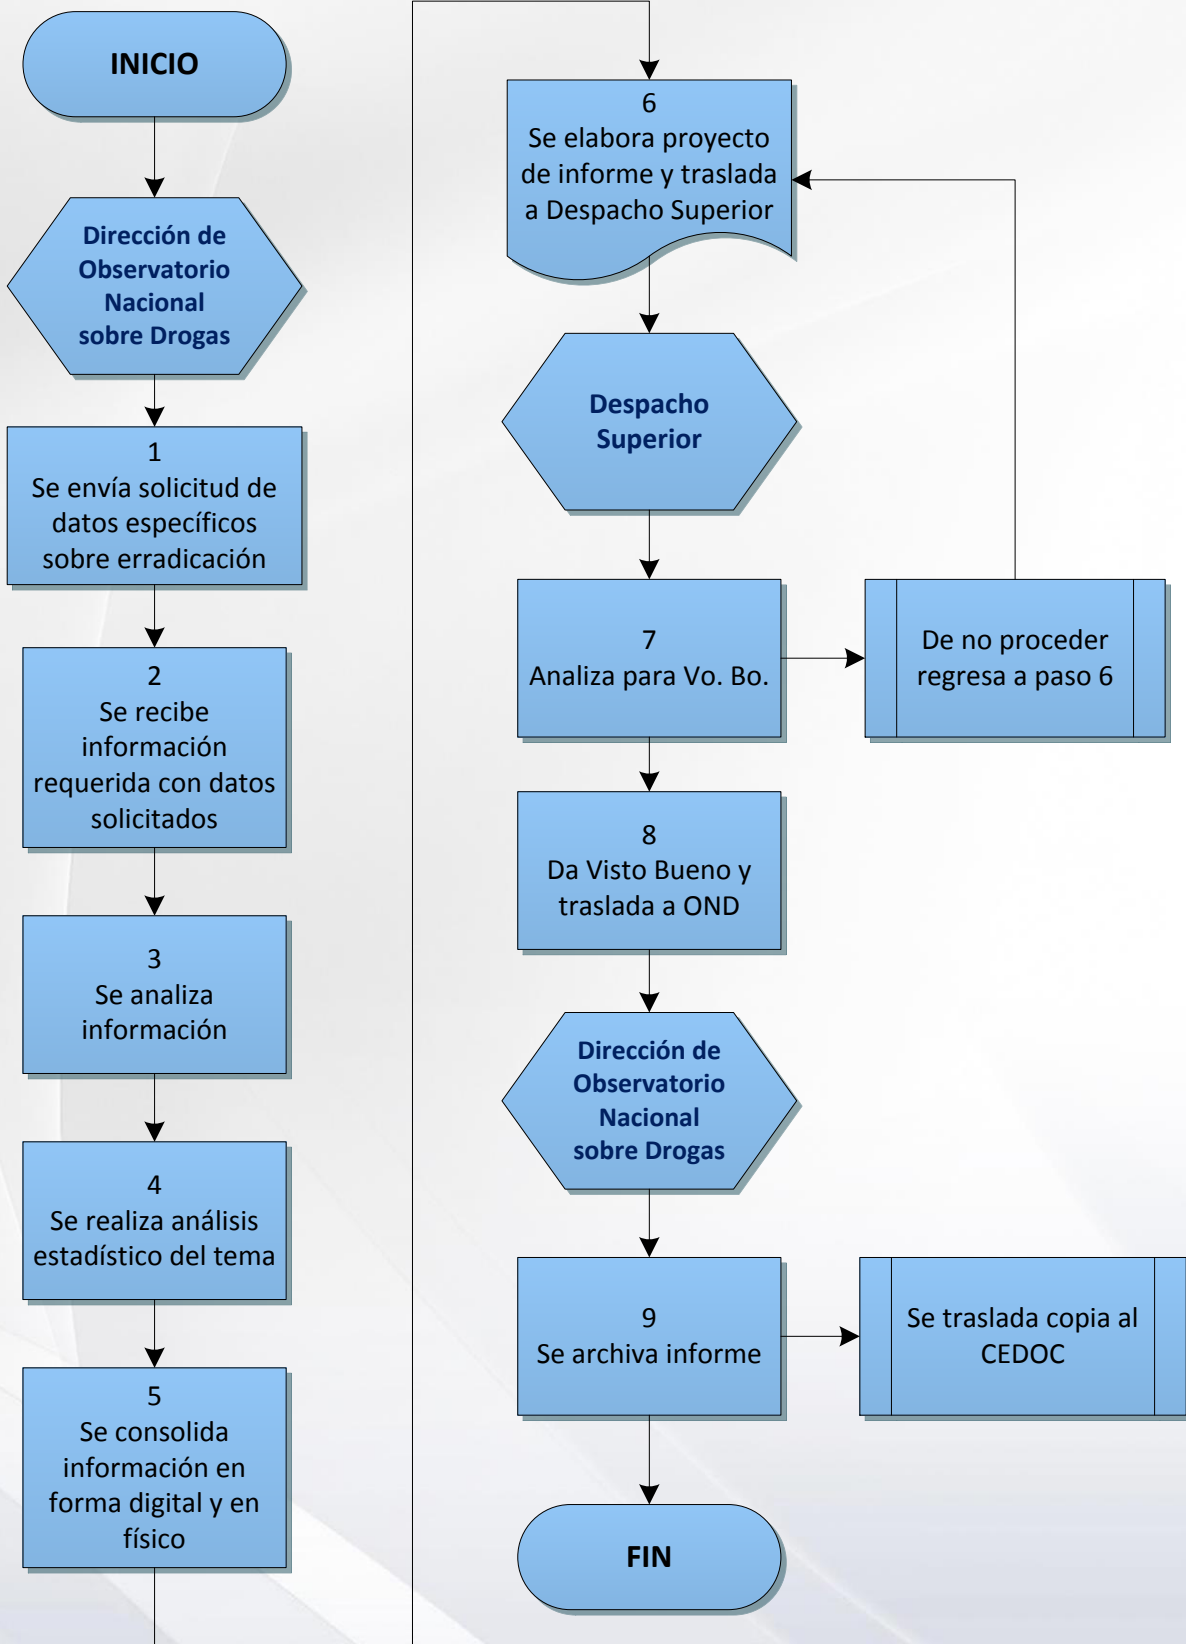 INICIO
Dirección de
Observatorio
Nacional
sobre Drogas
1
Se envía solicitud de
datos específicos
sobre erradicación
2
Se recibe
información
requerida con datos
solicitados
3
Se analiza
información
4
Se realiza análisis
estadístico del tema
5
Se consolida
información en
forma digital y en
físico
6
Se elabora proyecto
de informe y traslada
a Despacho Superior
Despacho
Superior
7
Analiza para Vo. Bo.
De no proceder
regresa a paso 6
8
Da Visto Bueno y
traslada a OND
Dirección de
Observatorio
Nacional
sobre Drogas
9
Se archiva informe
Se traslada copia al
CEDOC
FIN